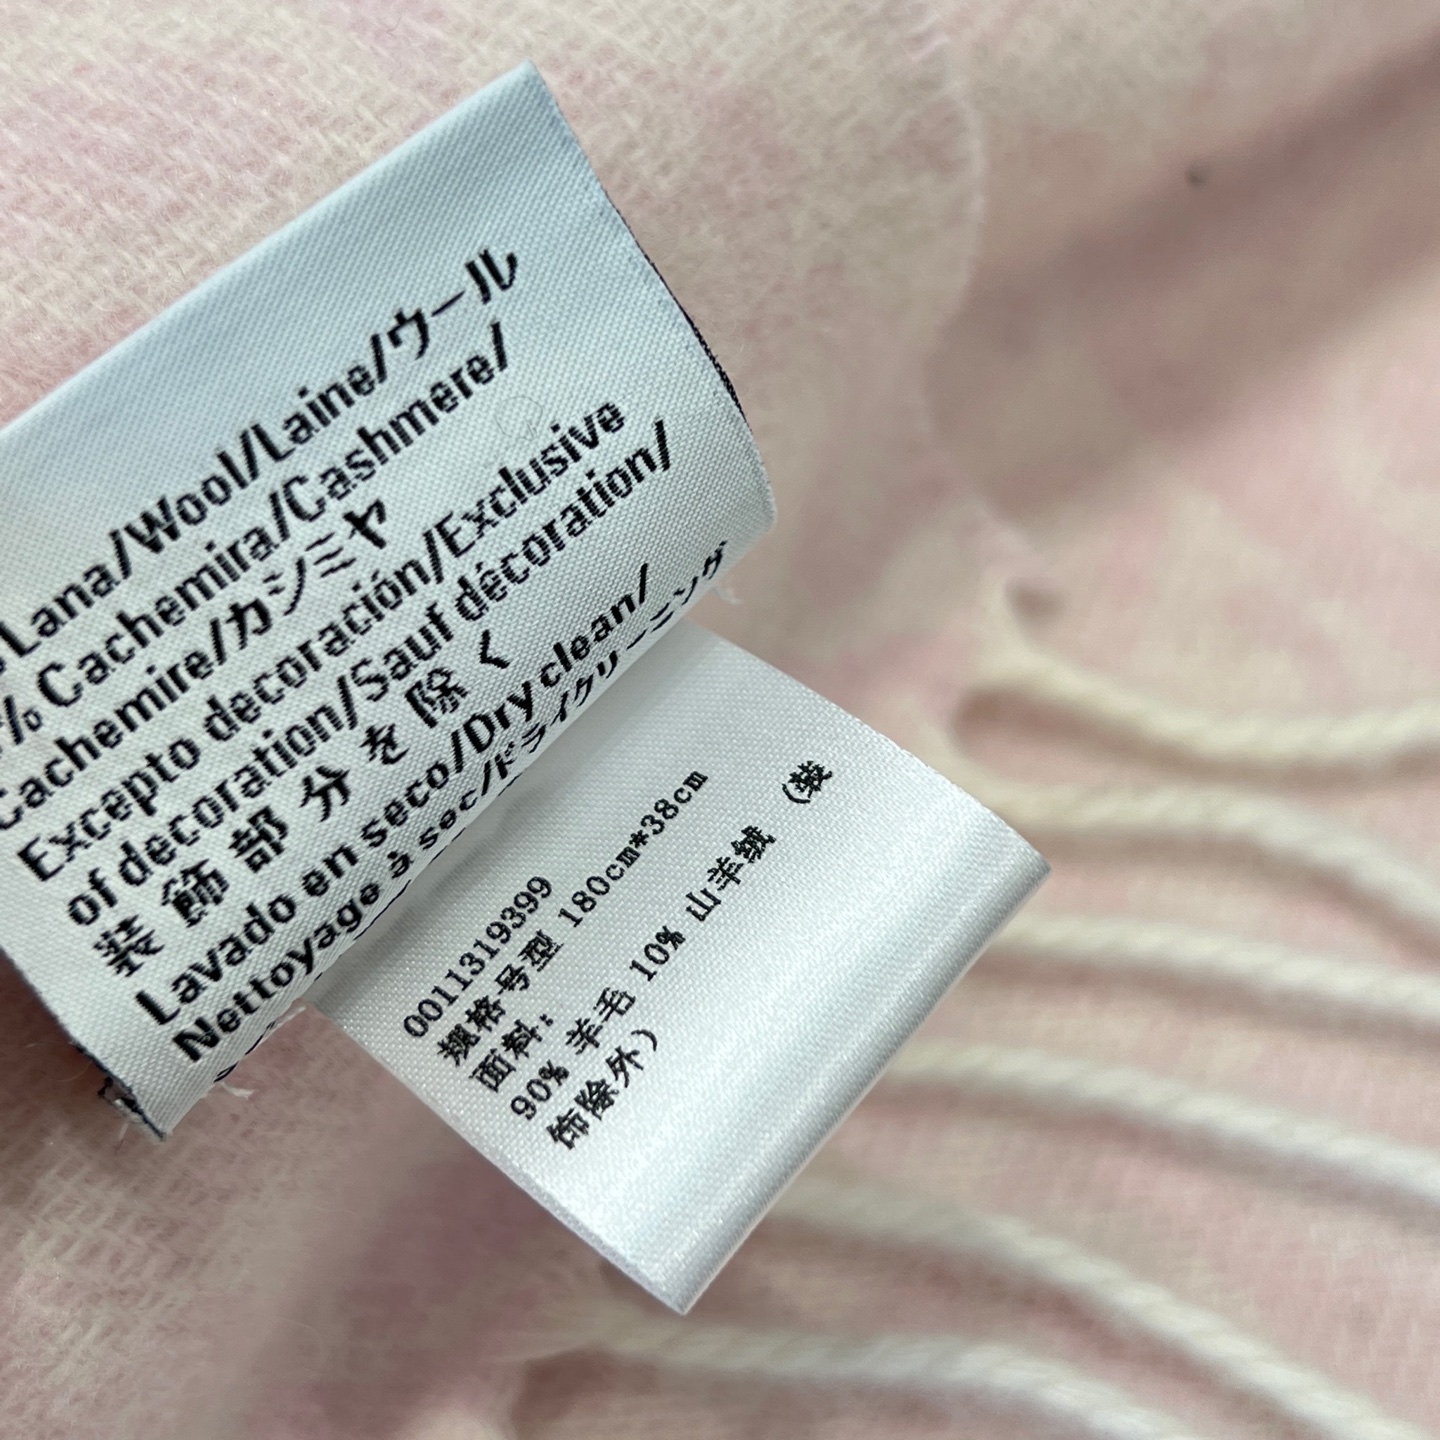 Lana/Wool/Laine/ウール
% Cachemira/Cashmere/
Cachemire/カシミヤ
Excepto decoración/Exclusive
of decoration/Sauf décoration/
装飾部分を除く
Lavado en seco/Dry clean/
Nettoyage à sec/ドライクリーニング
0011319399
规格号型 180cm*38cm
面料:
90% 羊毛 10% 山羊绒 (装
饰除外)